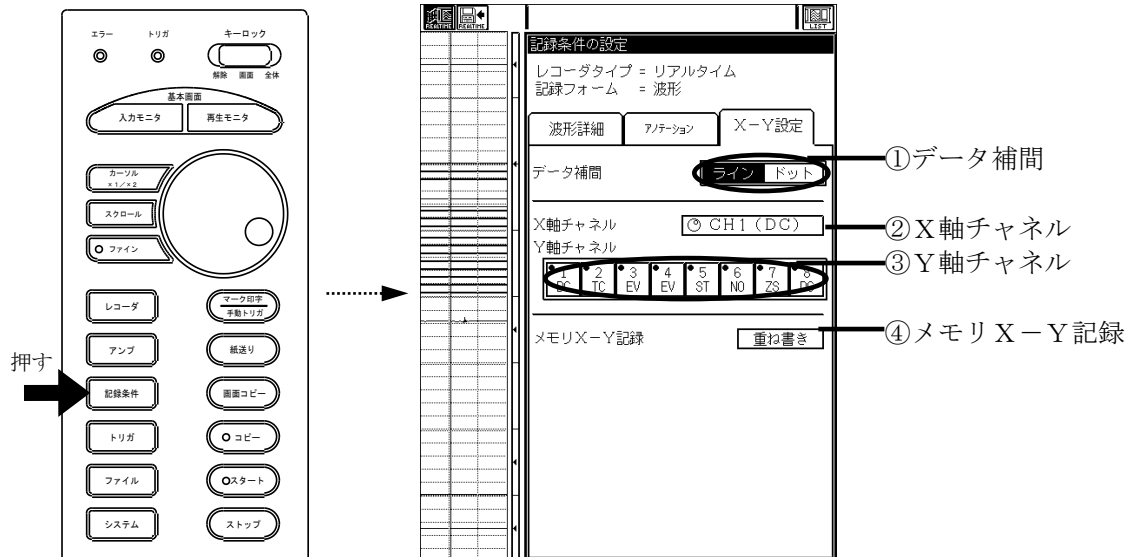 エラー トリガ キーロック
解除 画面 全体
基本画面
入力モニタ 再生モニタ
カーソル
×1／×2
スクロール
ファイン
レコーダ
マーク印字
手動トリガ
アンプ
紙送り
押す
記録条件
画面コピー
トリガ
コピー
ファイル
スタート
システム
ストップ
REALTIME REALTIME
LIST
記録条件の設定
レコーダタイプ = リアルタイム
記録フォーム = 波形
波形詳細 アノテーション X－Y設定
データ補間 ライン ドット
①データ補間
X軸チャネル CH1(DC)
②X軸チャネル
Y軸チャネル
③Y軸チャネル
1 2 3 4 5 6 7 8
DC TC EV EV ST NO ZS DC
メモリX－Y記録 重ね書き
④メモリX－Y記録